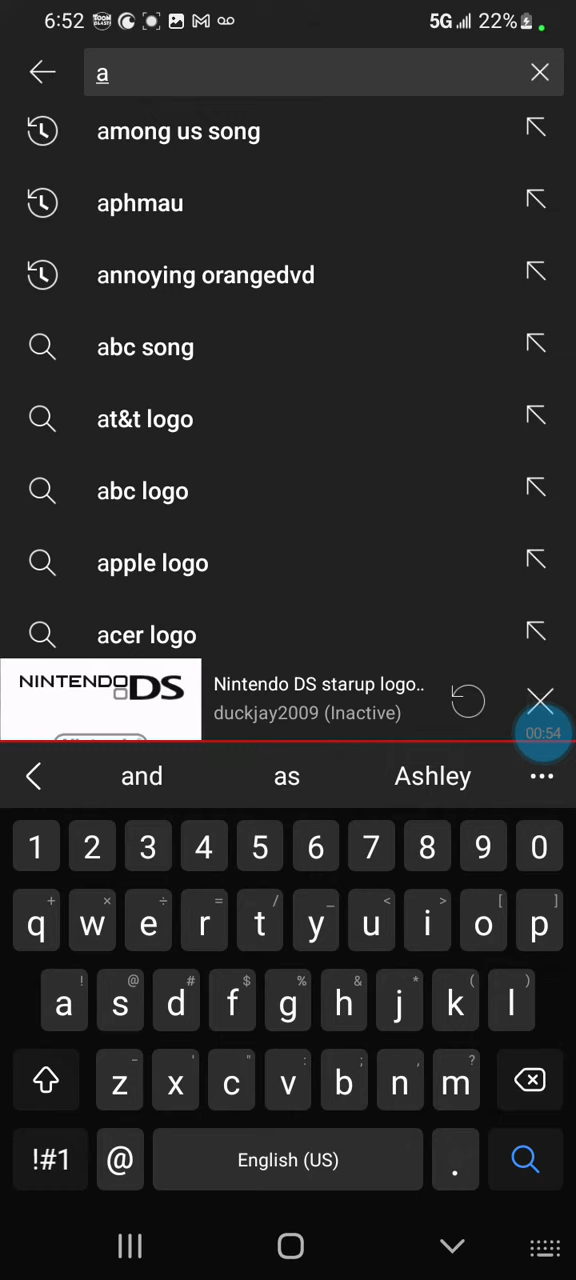 6:52 5G 22%
a
among us song
aphmau
annoying orangedvd
abc song
at&t logo
abc logo
apple logo
acer logo
NINTENDO DS
Nintendo DS starup logo..
duckjay2009 (Inactive)
00:54
and as Ashley
1 2 3 4 5 6 7 8 9 0
+ × ÷ = / _ < > [ ]
q w e r t y u i o p
! @ # $ % & * ( )
a s d f g h j k l
- ' " : ; , ?
z x c v b n m
!#1 @ English (US) .